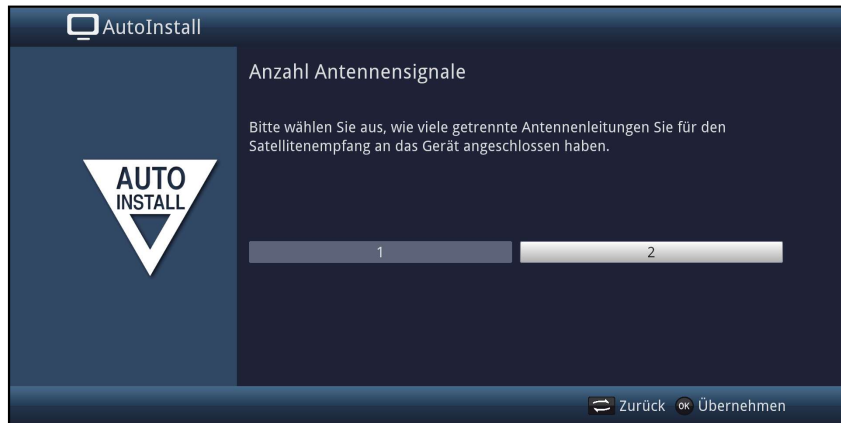 AutoInstall
Anzahl Antennensignale
Bitte wählen Sie aus, wie viele getrennte Antennenleitungen Sie für den
Satellitenempfang an das Gerät angeschlossen haben.
AUTO
INSTALL
1 2
Zurück OK Übernehmen